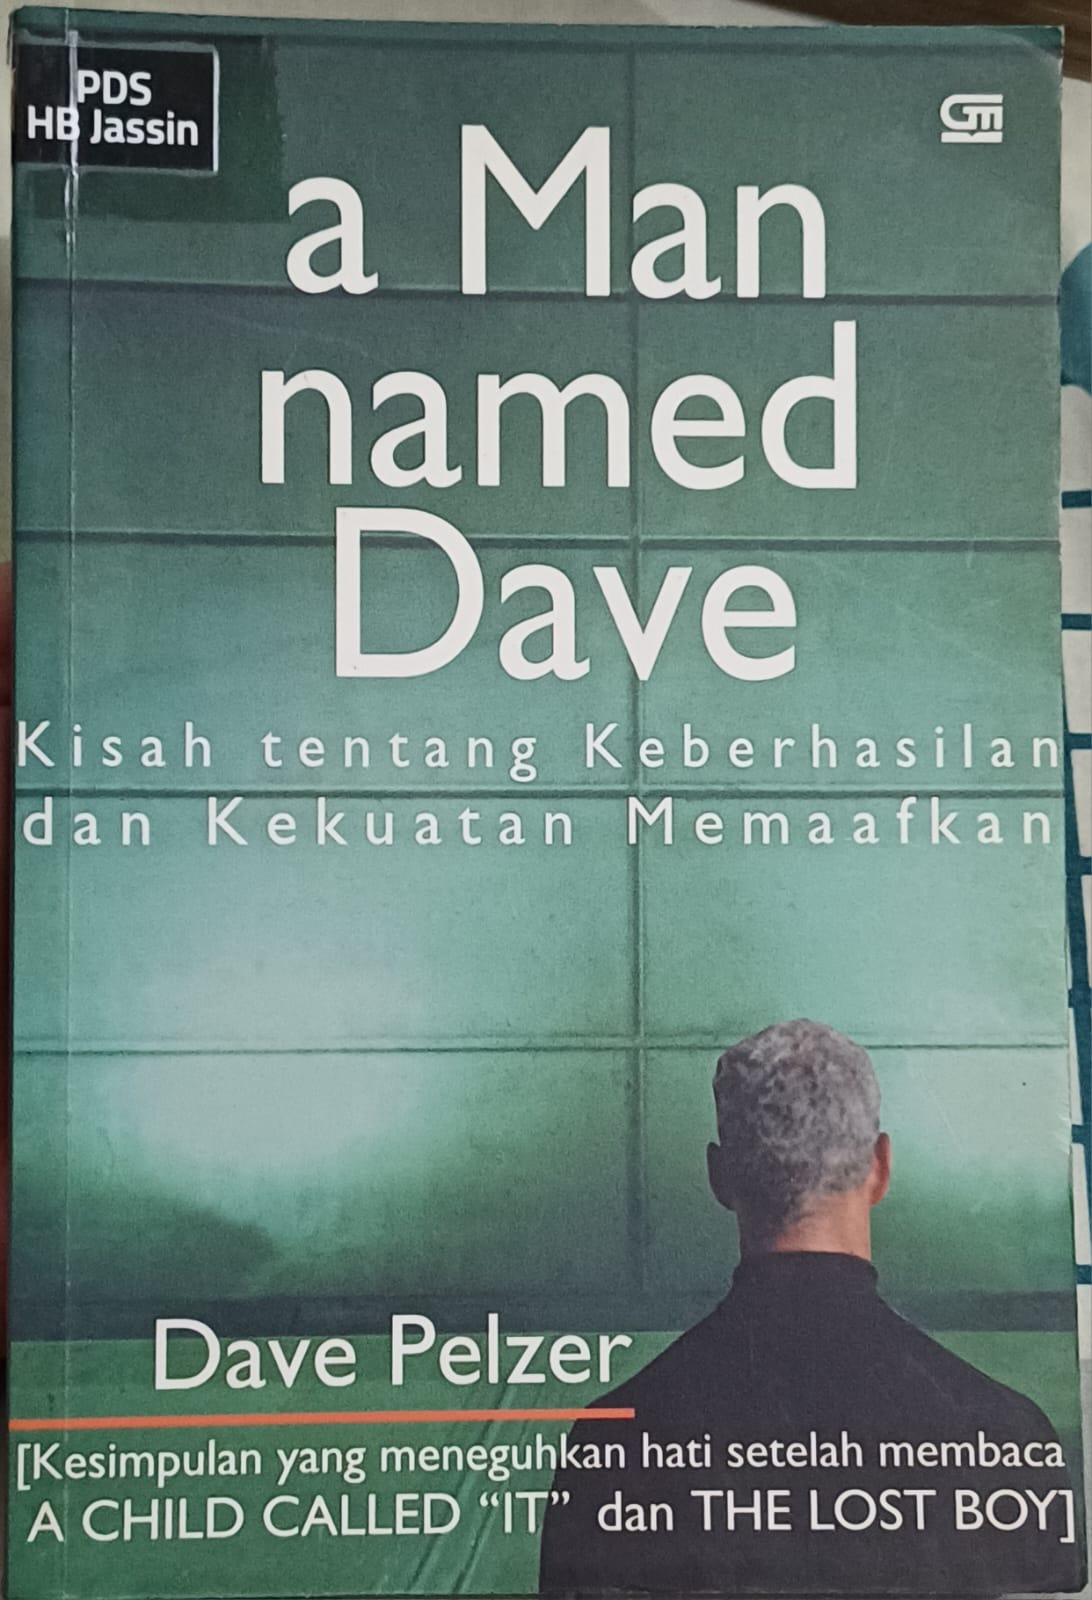 PDS
HB Jassin
GM
a Man
named
Dave
Kisah tentang Keberhasilan
dan Kekuatan Memaafkan
Dave Pelzer
[Kesimpulan yang meneguhkan hati setelah membaca
A CHILD CALLED “IT” dan THE LOST BOY]